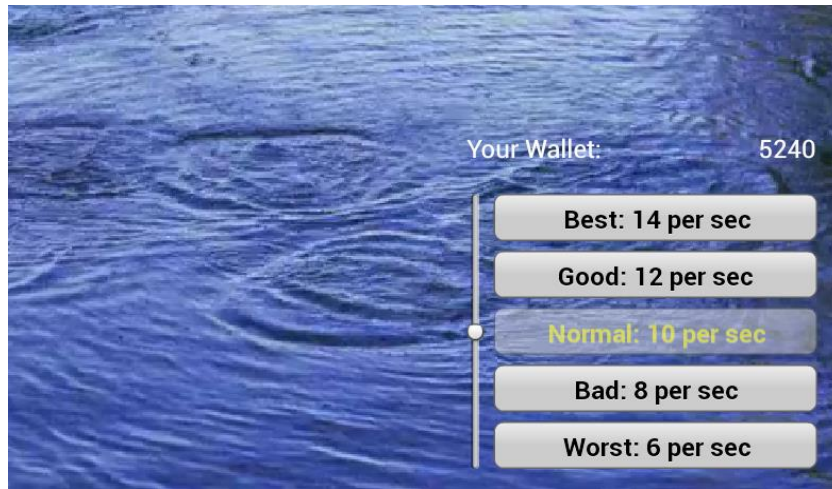 Your Wallet: 5240
Best: 14 per sec
Good: 12 per sec
Normal: 10 per sec
Bad: 8 per sec
Worst: 6 per sec